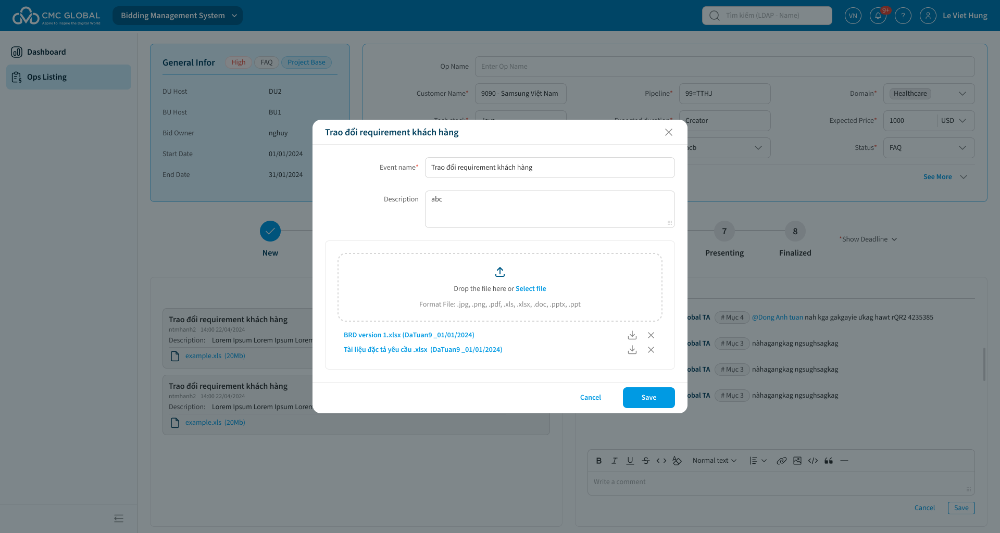 CMC GLOBAL
Aspire to Inspire the Digital World
Bidding Management System
Tìm kiếm (LDAP - Name)
VN
9+
?
Le Viet Hung
Dashboard
Ops Listing
General Infor
High
FAQ
Project Base
DU Host
DU2
BU Host
BU1
Bid Owner
nghuy
Start Date
01/01/2024
End Date
31/01/2024
Op Name
Enter Op Name
Customer Name*
9090 - Samsung Việt Nam
Pipeline*
99=TTHJ
Domain*
Healthcare
Creator
Expected Price*
1000
USD
acb
Status*
FAQ
See More
Trao đổi requirement khách hàng
Event name*
Trao đổi requirement khách hàng
Description
abc
Drop the file here or Select file
Format File: .jpg, .png, .pdf, .xls, .xlsx, .doc, .pptx, .ppt
BRD version 1.xlsx (DaTuan9 _01/01/2024)
Tài liệu đặc tả yêu cầu .xlsx (DaTuan9 _01/01/2024)
Cancel
Save
New
7
Presenting
8
Finalized
*Show Deadline
Trao đổi requirement khách hàng
ntmhanh2 14:00 22/04/2024
Description: Lorem Ipsum Lorem Ipsum Lorem
example.xls (20Mb)
Trao đổi requirement khách hàng
ntmhanh2 14:00 22/04/2024
Description: Lorem Ipsum Lorem Ipsum Lorem
example.xls (20Mb)
obal TA # Mục 4 @Dong Anh tuan nah kga gakgayie ưkag hawt rQR2 4235385
obal TA # Mục 3 nàhagangkag ngsughsagkag
obal TA # Mục 3 nàhagangkag ngsughsagkag
obal TA # Mục 3 nàhagangkag ngsughsagkag
Normal text
Write a comment
Cancel
Save